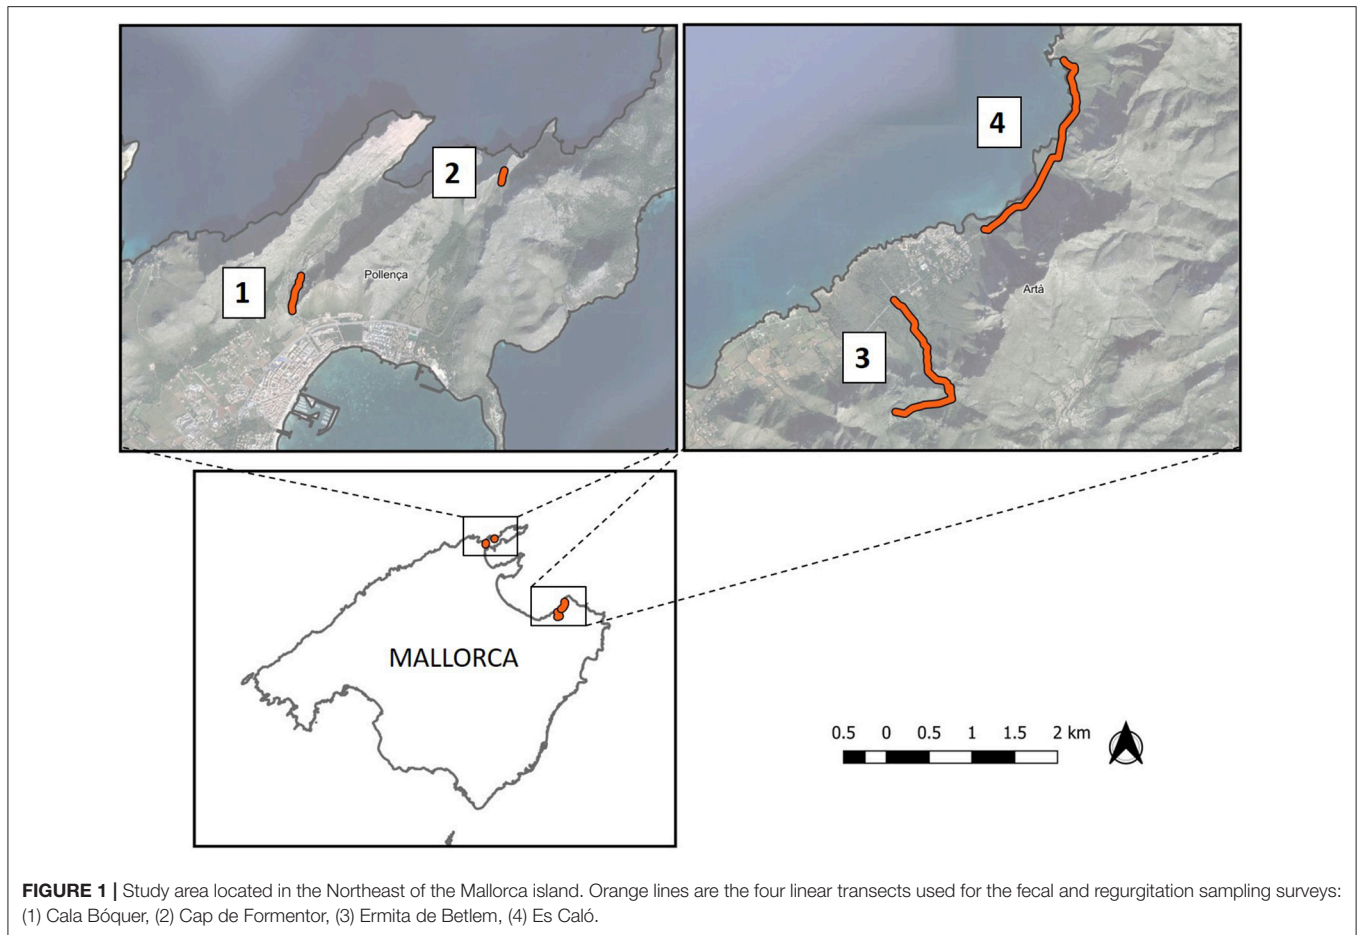 1
2
Pollença
4
3
Artà
MALLORCA
0.5 0 0.5 1 1.5 2 km
FIGURE 1 | Study area located in the Northeast of the Mallorca island. Orange lines are the four linear transects used for the fecal and regurgitation sampling surveys:
(1) Cala Bóquer, (2) Cap de Formentor, (3) Ermita de Betlem, (4) Es Caló.